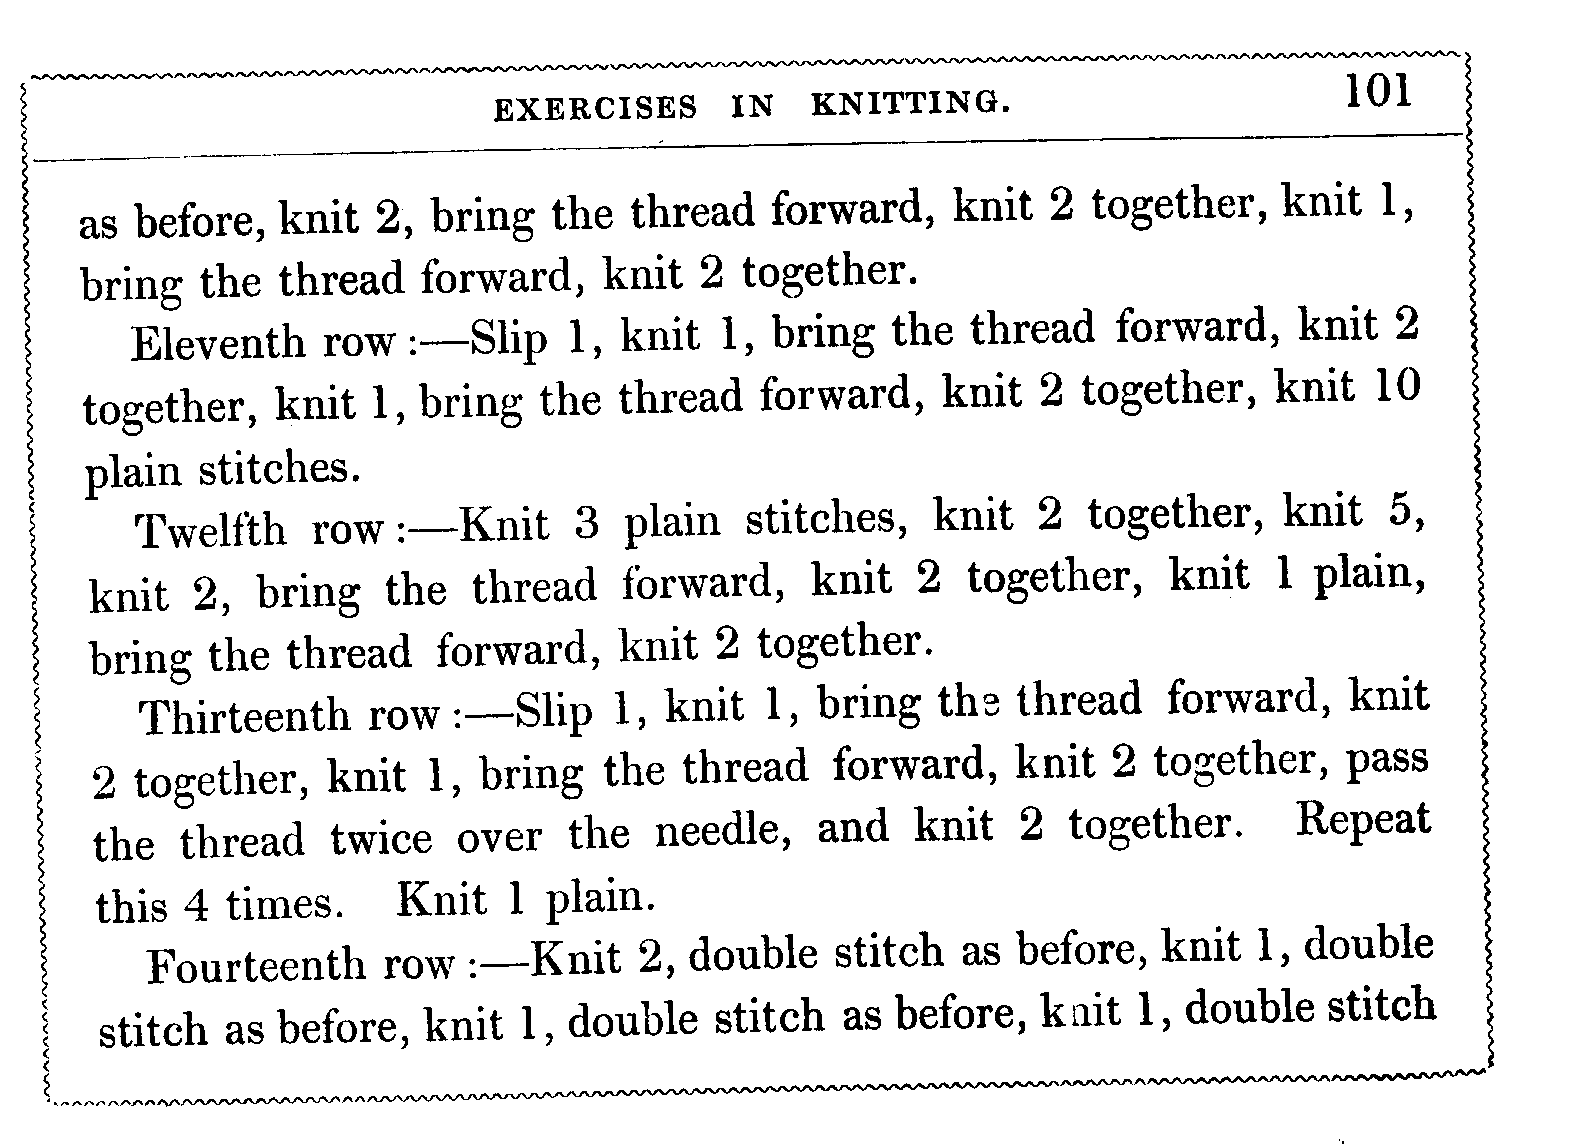 EXERCISES IN KNITTING. 101
as before, knit 2, bring the thread forward, knit 2 together, knit 1,
bring the thread forward, knit 2 together.
Eleventh row:—Slip 1, knit 1, bring the thread forward, knit 2
together, knit 1, bring the thread forward, knit 2 together, knit 10
plain stitches.
Twelfth row:—Knit 3 plain stitches, knit 2 together, knit 5,
knit 2, bring the thread forward, knit 2 together, knit 1 plain,
bring the thread forward, knit 2 together.
Thirteenth row:—Slip 1, knit 1, bring the thread forward, knit
2 together, knit 1, bring the thread forward, knit 2 together, pass
the thread twice over the needle, and knit 2 together. Repeat
this 4 times. Knit 1 plain.
Fourteenth row:—Knit 2, double stitch as before, knit 1, double
stitch as before, knit 1, double stitch as before, knit 1, double stitch